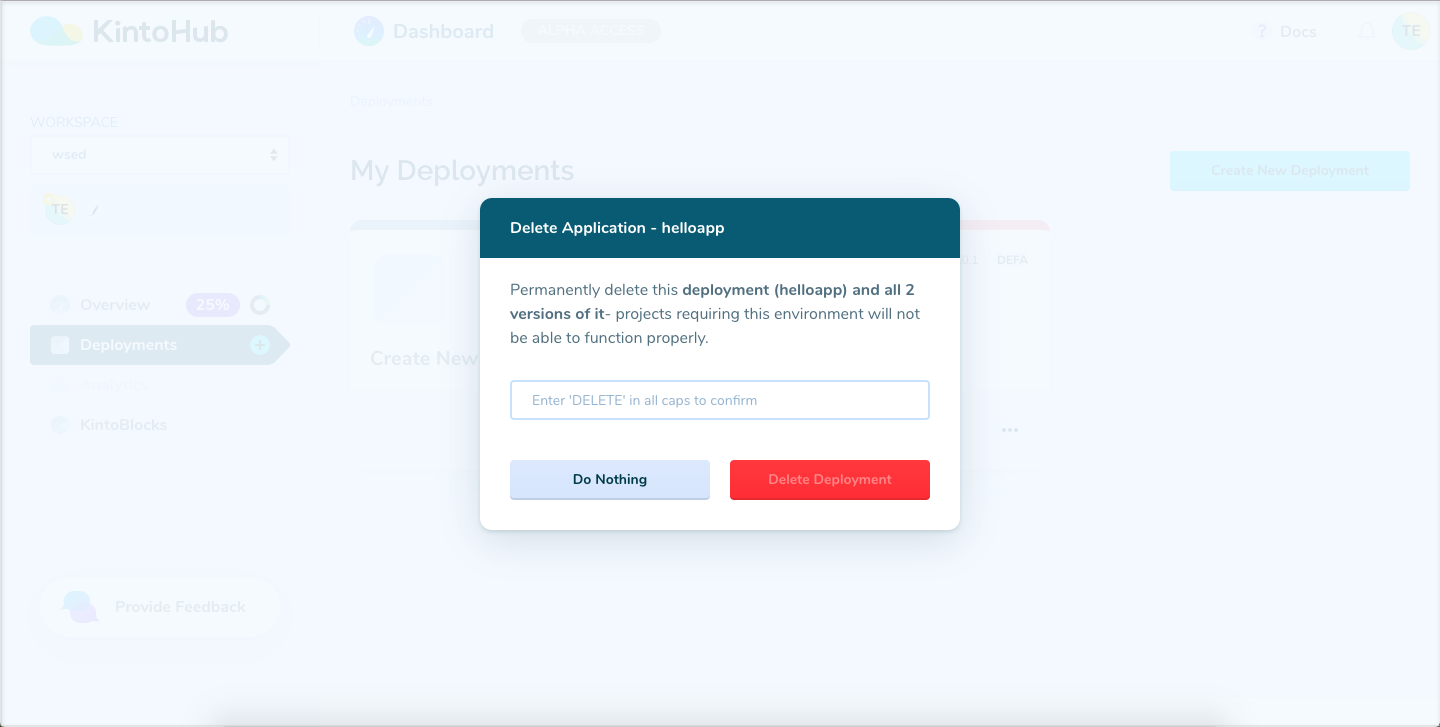 KintoHub
Dashboard
ALPHA ACCESS
? Docs
TE
Deployments
WORKSPACE
wsed
My Deployments
Create New Deployment
TE
Delete Application - helloapp
DEFA
Permanently delete this deployment (helloapp) and all 2
versions of it- projects requiring this environment will not
be able to function properly.
Overview
25%
Deployments
Create New
Analytics
Enter 'DELETE' in all caps to confirm
KintoBlocks
Do Nothing
Delete Deployment
Provide Feedback